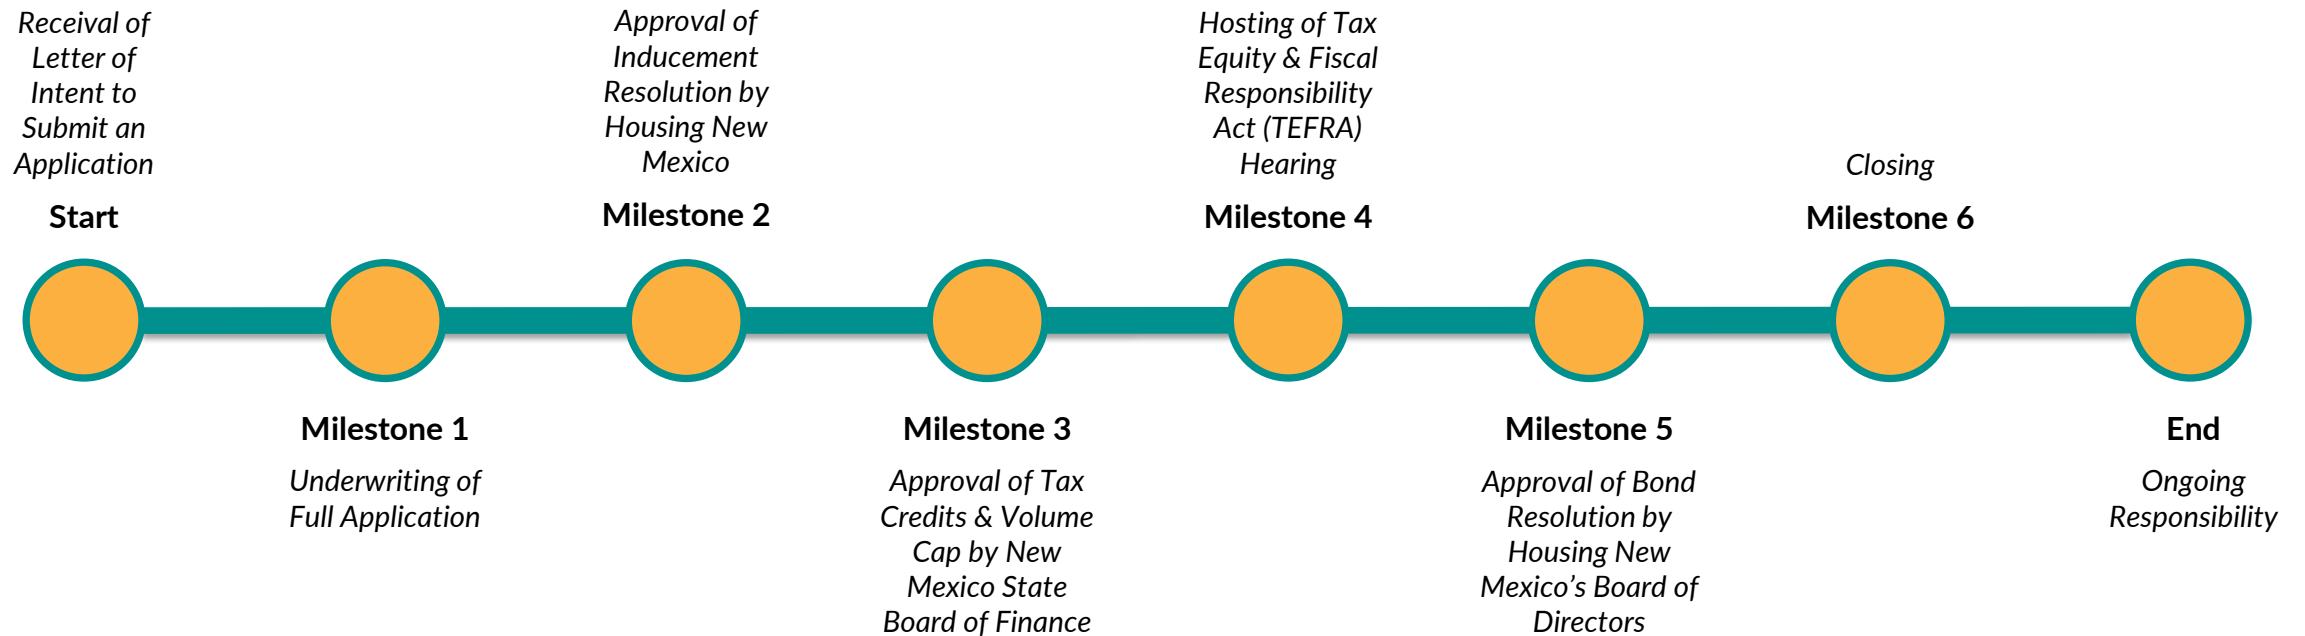 Receival of
Letter of
Intent to
Submit an
Application
Start
Milestone 1
Underwriting of
Full Application
Approval of
Inducement
Resolution by
Housing New
Mexico
Milestone 2
Milestone 3
Approval of Tax
Credits & Volume
Cap by New
Mexico State
Board of Finance
Hosting of Tax
Equity & Fiscal
Responsibility
Act (TEFRA)
Hearing
Milestone 4
Milestone 5
Approval of Bond
Resolution by
Housing New
Mexico’s Board of
Directors
Closing
Milestone 6
End
Ongoing
Responsibility